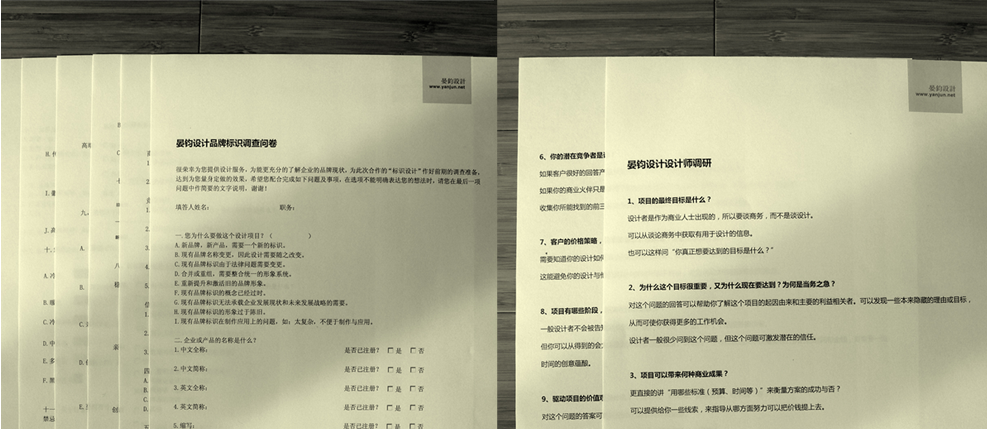 晏钧設計
www.yanjun.net
晏钧设计品牌标识调查问卷
很荣幸为您提供设计服务，为能更充分的了解企业的品牌现状，为此次合作的“标识设计”作好前期的调查准备，
达到为您量身定做的效果，希望您配合完成如下问题及事项，在选项不能明确表达您的想法时，请您在最后一项
问题中作简要的文字说明，谢谢！
填答人姓名： 职务：
一.您为什么要做这个设计项目？（ ）
A.新品牌，新产品，需要一个新的标识。
B.现有品牌名称变更，因此设计需要随之改变。
C.现有品牌标识由于法律问题需要变更。
D.合并或重组，需要整合统一的形象系统。
E.重新提升和激活旧的品牌形象。
F.现有品牌标识的概念已经过时。
G.现有品牌标识无法承载企业发展现状和未来发展战略的需要。
H.现有品牌标识的形象过于陈旧。
I.现有品牌标识在制作应用上的问题，如：太复杂，不便于制作与应用。
二.企业或产品的名称是什么？
1.中文全称： 是否已注册？ □是 □否
2.中文简称： 是否已注册？ □是 □否
3.英文全称： 是否已注册？ □是 □否
4.英文简称： 是否已注册？ □是 □否
5.缩写： 是否已注册？ □是 □否
晏钧設計
www.yanjun.net
6、你的潜在竞争者是
如果客户很好的回答产
如果你的商业火伴只是
收集你所能找到的前三
7、客户的价格策略，
需要知道你的设计如何
这能避免你的设计与
8、项目有哪些阶段，
一般设计者不会被告
但你可以从得到的会
时间的创意蕴酿。
9、驱动项目的价值
对这个问题的答案可
晏钧设计设计师调研
1、项目的最终目标是什么？
设计者是作为商业人士出现的，所以要谈商务，而不是谈设计。
可以从谈论商务中获取有用于设计的信息。
也可以这样问“你真正想要达到的目标是什么？”
2、为什么这个目标很重要，又为什么现在要达到？为何是当务之急？
对这个问题的回答可以帮助你了解这个项目的起因由来和主要的利益相关者。可以发现一些本来隐藏的理由或目标，
从而可使你获得更多的工作机会。
设计者一般很少问到这个问题，但这个问题可激发潜在的信任。
3、项目可以带来何种商业成果？
更直接的讲“用哪些标准（预算、时间等）”来衡量方案的成功与否？
可以提供给你一些线索，来指导从哪方面努力可以把价钱提上去。